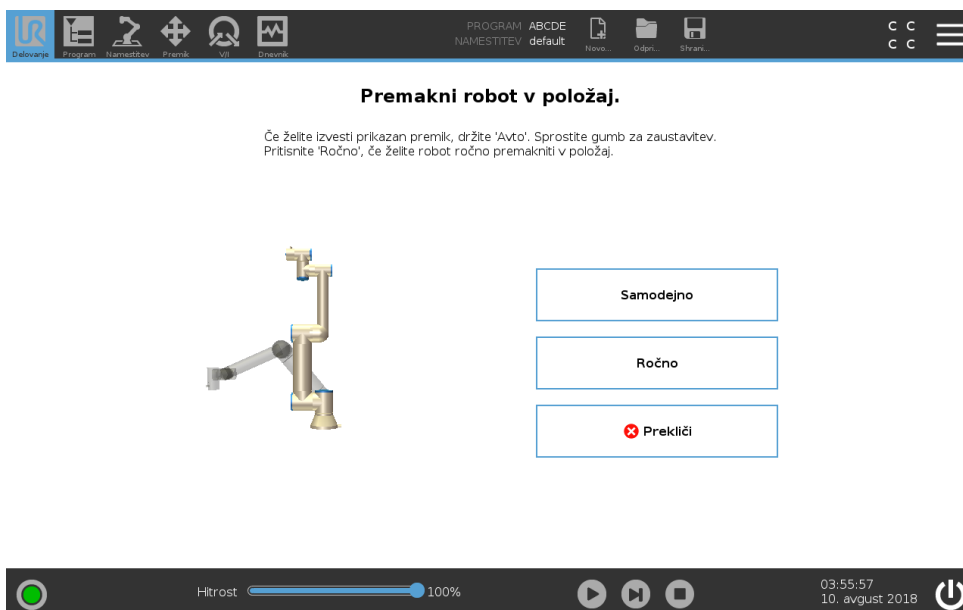 UR
Delovanje
Program
Namestitev
Premik
V/I
Dnevnik
PROGRAM ABCDE
NAMESTITEV default
Novo...
Odpri...
Shrani...
C C
C C
Premakni robot v položaj.
Če želite izvesti prikazan premik, držite 'Avto'. Sprostite gumb za zaustavitev.
Pritisnite 'Ročno', če želite robot ročno premakniti v položaj.
Samodejno
Ročno
Prekliči
Hitrost 100%
03:55:57
10. avgust 2018